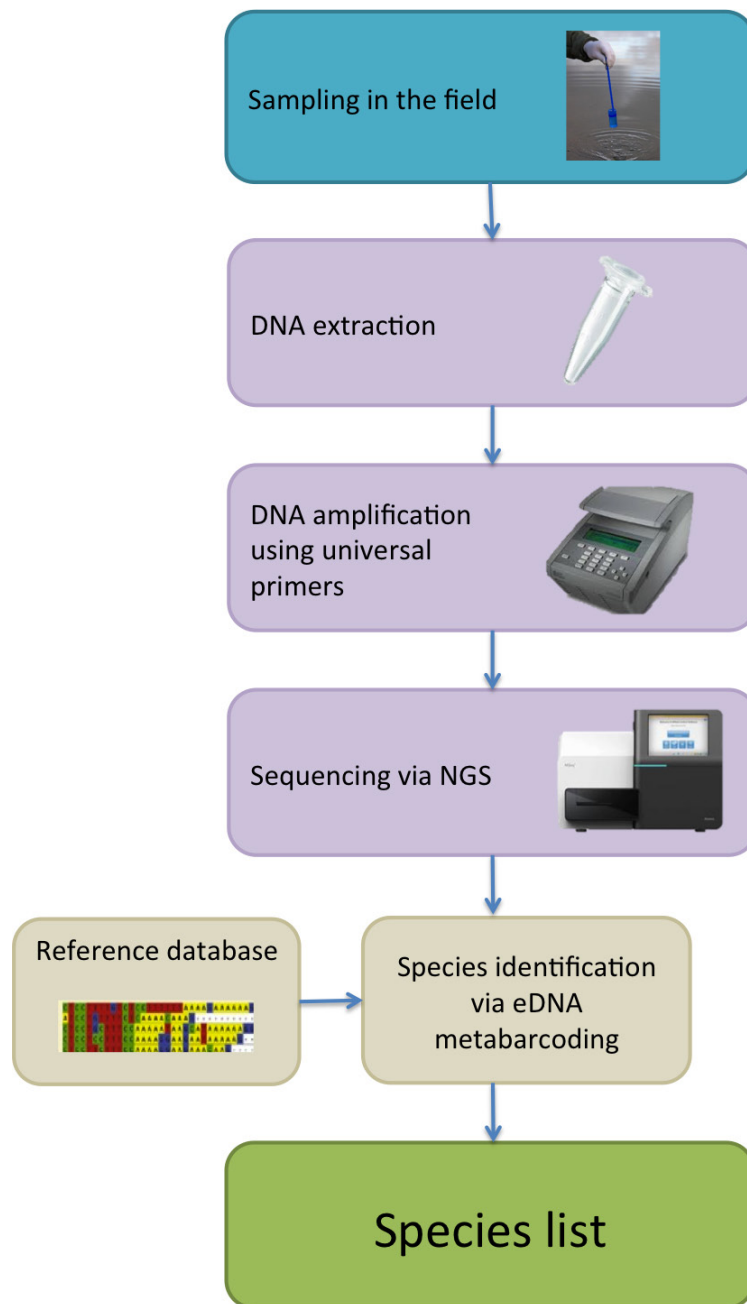 Sampling in the field
DNA extraction
DNA amplification
using universal
primers
Sequencing via NGS
Reference database
Species identification
via eDNA
metabarcoding
Species list